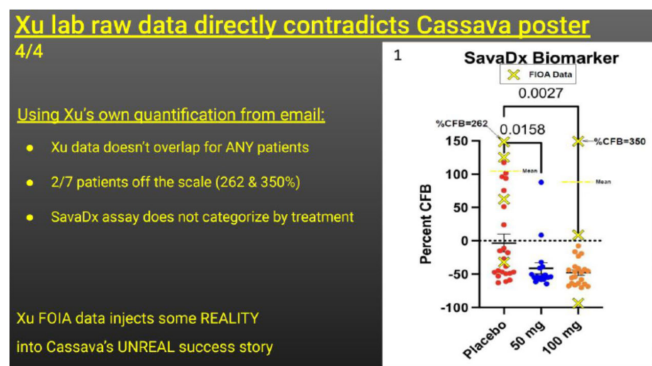 Xu lab raw data directly contradicts Cassava poster
4/4
Using Xu's own quantification from email:
● Xu data doesn't overlap for ANY patients
● 2/7 patients off the scale (262 & 350%)
● SavaDx assay does not categorize by treatment
Xu FOIA data injects some REALITY
into Cassava's UNREAL success story
1
SavaDx Biomarker
FIOA Data
0.0027
%CFB=262
0.0158
%CFB=350
150
100
50
0
-50
-100
Mean
Mean
Percent CFB
Placebo
50 mg
100 mg